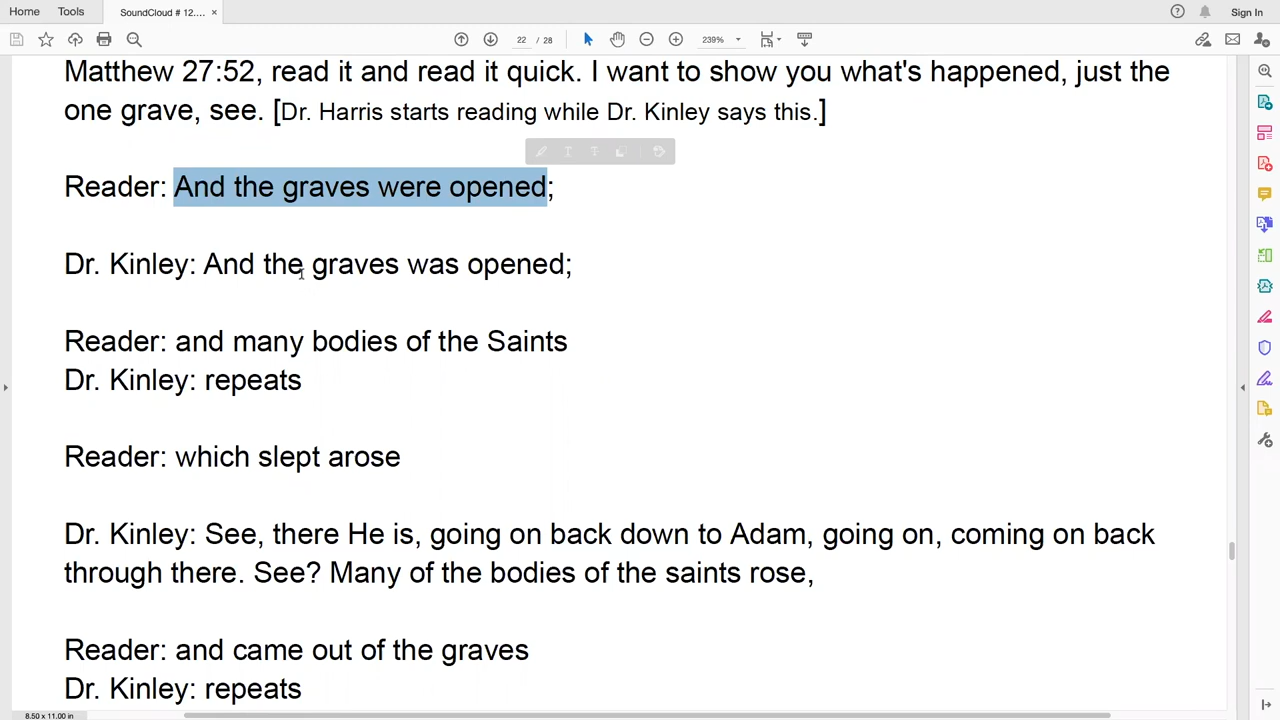 Home
Tools
SoundCloud # 12....
×
Sign In
22 / 28
239%
Matthew 27:52, read it and read it quick. I want to show you what's happened, just the
one grave, see. [Dr. Harris starts reading while Dr. Kinley says this.]
Reader: And the graves were opened;
Dr. Kinley: And the graves was opened;
Reader: and many bodies of the Saints
Dr. Kinley: repeats
Reader: which slept arose
Dr. Kinley: See, there He is, going on back down to Adam, going on, coming on back
through there. See? Many of the bodies of the saints rose,
Reader: and came out of the graves
Dr. Kinley: repeats
8.50 x 11.00 in